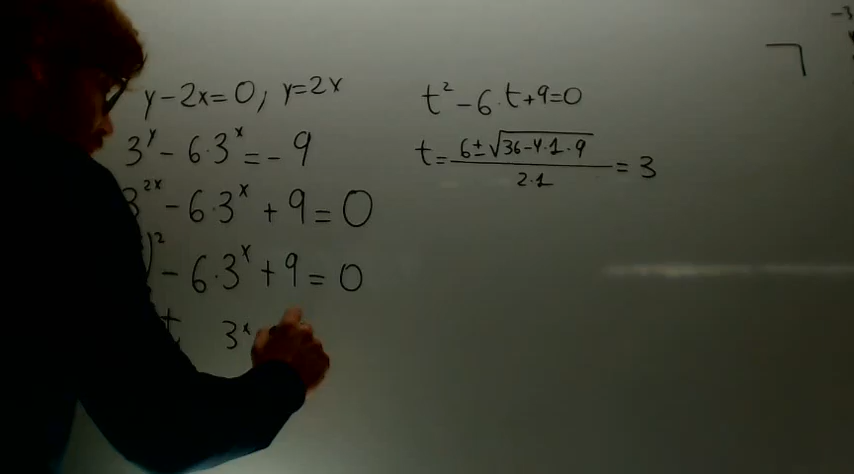 y-2x=0, y=2x
3^y - 6·3^x = - 9
3^2x - 6·3^x + 9 = 0
)^2 - 6·3^x + 9 = 0
t 3^x
t^2 - 6·t + 9 = 0
t = (6 ± √(36-4·1·9)) / (2·1) = 3
-3